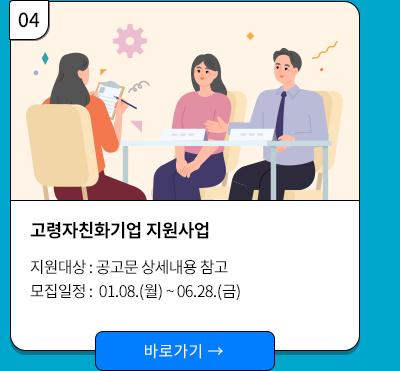 04
고령자친화기업 지원사업
지원대상 : 공고문 상세내용 참고
모집일정 : 01.08.(월) ~ 06.28.(금)
바로가기 →